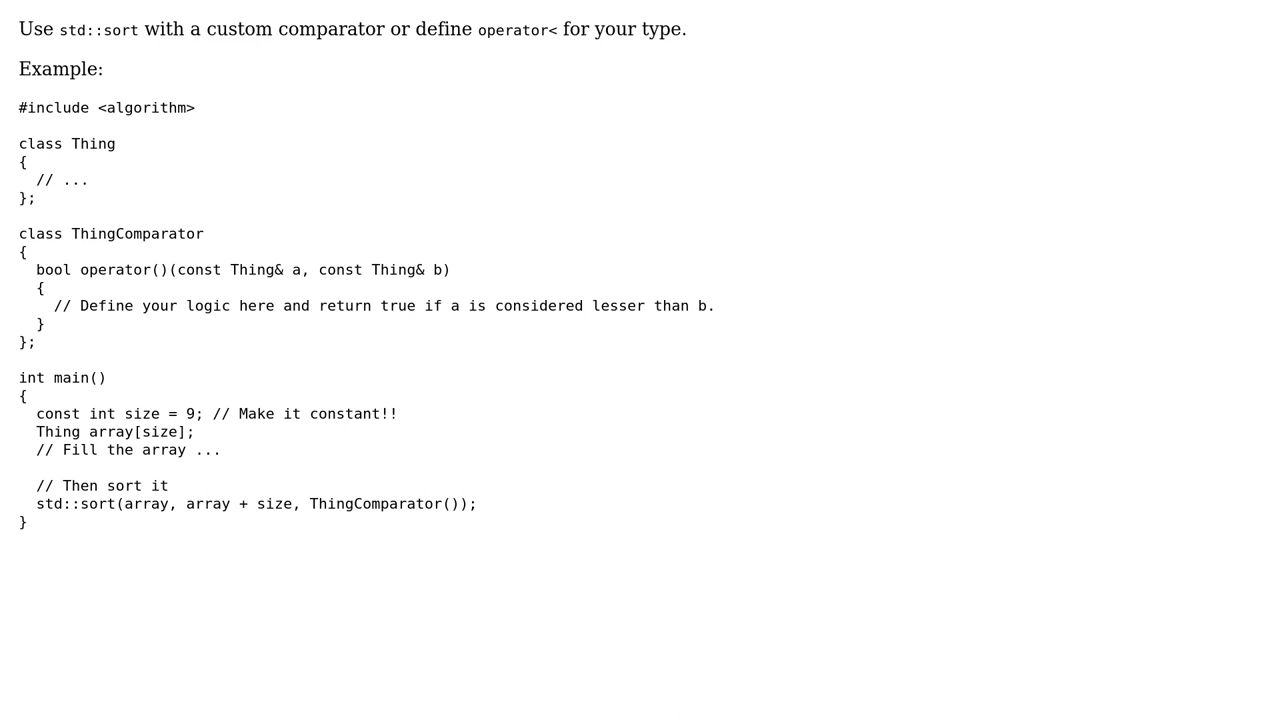 Use std::sort with a custom comparator or define operator< for your type.
Example:
#include <algorithm>
class Thing
{
  // ...
};
class ThingComparator
{
  bool operator()(const Thing& a, const Thing& b)
  {
    // Define your logic here and return true if a is considered lesser than b.
  }
};
int main()
{
  const int size = 9; // Make it constant!!
  Thing array[size];
  // Fill the array ...
  // Then sort it
  std::sort(array, array + size, ThingComparator());
}